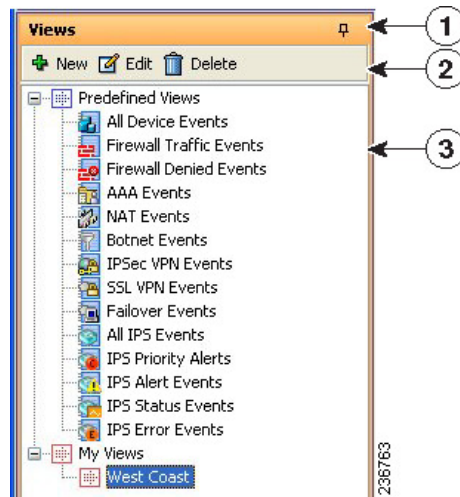 Views
1
New Edit Delete
2
Predefined Views
All Device Events
Firewall Traffic Events
3
Firewall Denied Events
AAA Events
NAT Events
Botnet Events
IPSec VPN Events
SSL VPN Events
Failover Events
All IPS Events
IPS Priority Alerts
IPS Alert Events
IPS Status Events
IPS Error Events
My Views
West Coast
236763